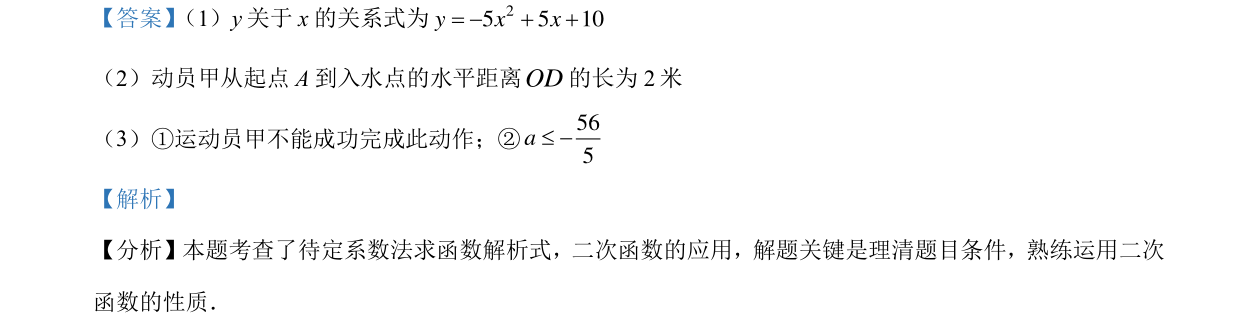 【答案】（1）y 关于 x 的关系式为 y = −5x² + 5x + 10
（2）动员甲从起点 A 到入水点的水平距离 OD 的长为 2 米
（3）①运动员甲不能成功完成此动作；② a ≤ −56/5
【解析】
【分析】本题考查了待定系数法求函数解析式，二次函数的应用，解题关键是理清题目条件，熟练运用二次
函数的性质．